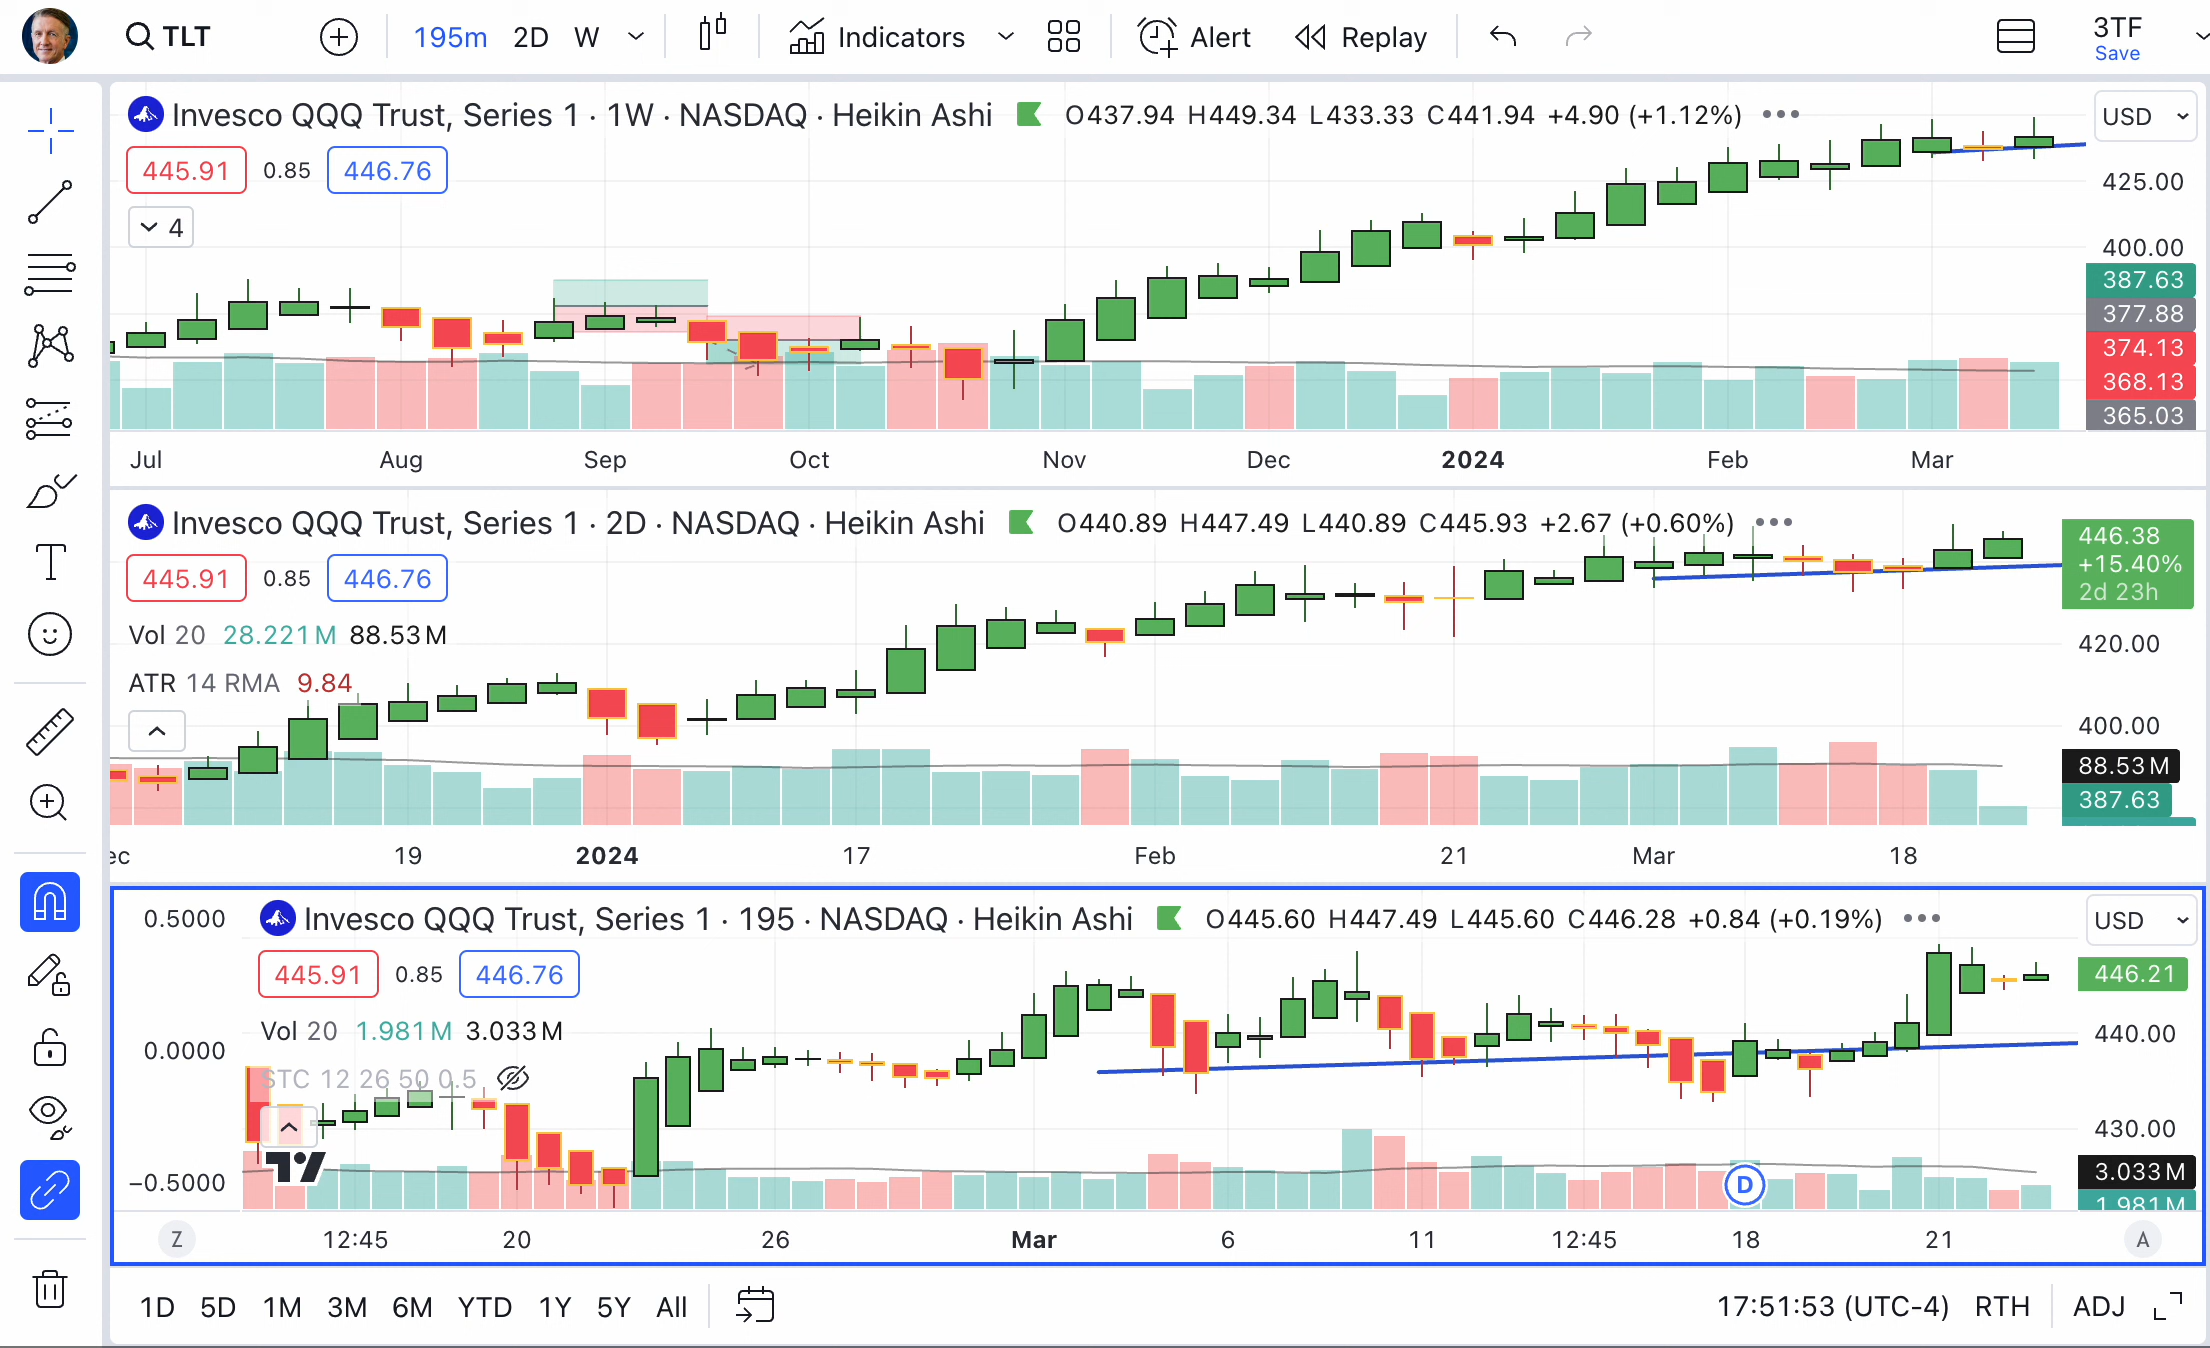 TLT 195m 2D W Indicators Alert Replay 3TF
Save
Invesco QQQ Trust, Series 1 · 1W · NASDAQ · Heikin Ashi O437.94 H449.34 L433.33 C441.94 +4.90 (+1.12%) USD
445.91 0.85 446.76
425.00
4
400.00
387.63
377.88
374.13
368.13
365.03
Jul Aug Sep Oct Nov Dec 2024 Feb Mar
Invesco QQQ Trust, Series 1 · 2D · NASDAQ · Heikin Ashi O440.89 H447.49 L440.89 C445.93 +2.67 (+0.60%)
446.38
+15.40%
2d 23h
445.91 0.85 446.76
Vol 20 28.221M 88.53M
420.00
ATR 14 RMA 9.84
400.00
88.53M
387.63
ec 19 2024 17 Feb 21 Mar 18
0.5000 Invesco QQQ Trust, Series 1 · 195 · NASDAQ · Heikin Ashi O445.60 H447.49 L445.60 C446.28 +0.84 (+0.19%) USD
445.91 0.85 446.76
446.21
Vol 20 1.981M 3.033M
440.00
0.0000
STC 12 26 50 0.5
430.00
3.033M
−0.5000
D
1.981M
Z 12:45 20 26 Mar 6 11 12:45 18 21 A
1D 5D 1M 3M 6M YTD 1Y 5Y All 17:51:53 (UTC-4) RTH ADJ